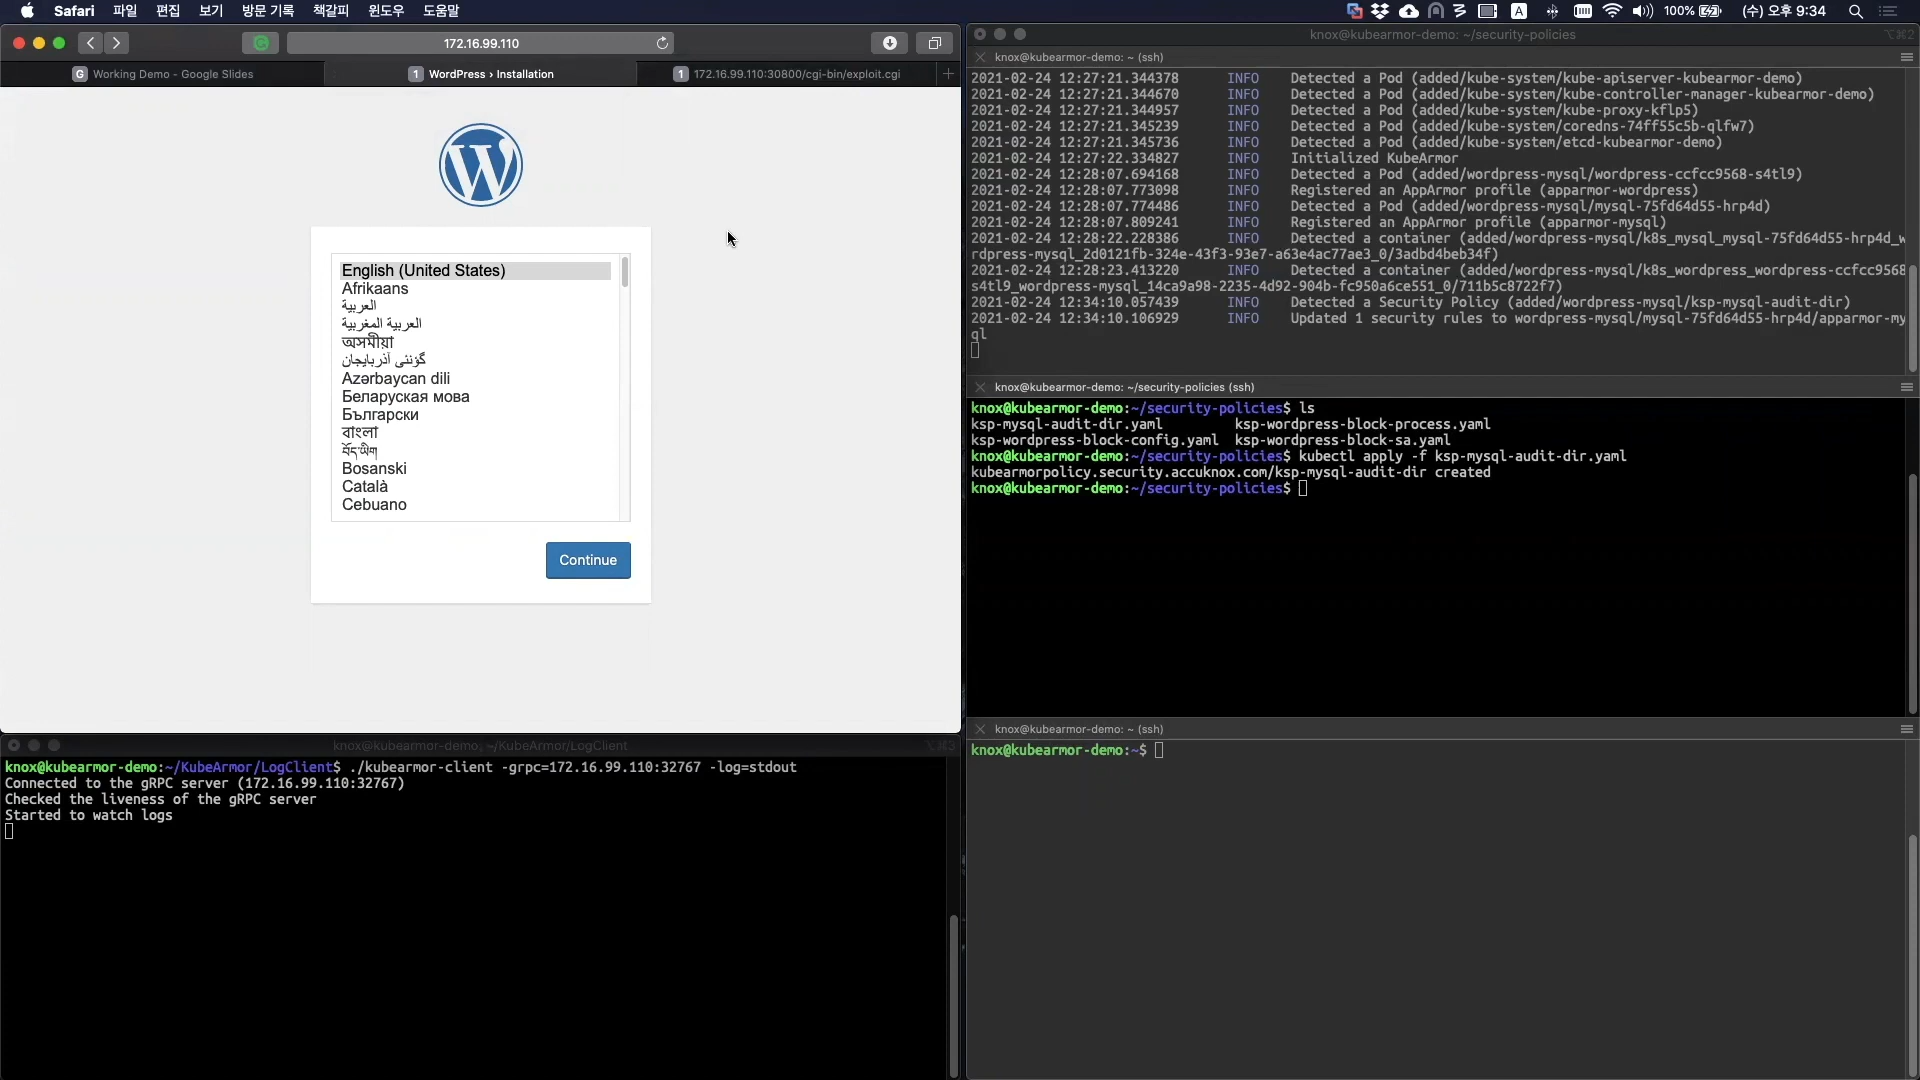 Safari 파일 편집 보기 방문 기록 책갈피 윈도우 도움말
A 100% (수) 오후 9:34
172.16.99.110
G Working Demo - Google Slides
1 WordPress › Installation
1 172.16.99.110:30800/cgi-bin/exploit.cgi
W
English (United States)
Afrikaans
العربية
العربية المغربية
অসমীয়া
گؤنئی آذربایجان
Azərbaycan dili
Беларуская мова
Български
বাংলা
བོད་ཡིག
Bosanski
Català
Cebuano
Continue
knox@kubearmor-demo: ~/KubeArmor/LogClient
knox@kubearmor-demo:~/KubeArmor/LogClient$ ./kubearmor-client -grpc=172.16.99.110:32767 -log=stdout
Connected to the gRPC server (172.16.99.110:32767)
Checked the liveness of the gRPC server
Started to watch logs
knox@kubearmor-demo: ~/security-policies
knox@kubearmor-demo: ~ (ssh)
2021-02-24 12:27:21.344378 INFO Detected a Pod (added/kube-system/kube-apiserver-kubearmor-demo)
2021-02-24 12:27:21.344670 INFO Detected a Pod (added/kube-system/kube-controller-manager-kubearmor-demo)
2021-02-24 12:27:21.344957 INFO Detected a Pod (added/kube-system/kube-proxy-kflp5)
2021-02-24 12:27:21.345239 INFO Detected a Pod (added/kube-system/coredns-74ff55c5b-qlfw7)
2021-02-24 12:27:21.345736 INFO Detected a Pod (added/kube-system/etcd-kubearmor-demo)
2021-02-24 12:27:22.334827 INFO Initialized KubeArmor
2021-02-24 12:28:07.694168 INFO Detected a Pod (added/wordpress-mysql/wordpress-ccfcc9568-s4tl9)
2021-02-24 12:28:07.773098 INFO Registered an AppArmor profile (apparmor-wordpress)
2021-02-24 12:28:07.774486 INFO Detected a Pod (added/wordpress-mysql/mysql-75fd64d55-hrp4d)
2021-02-24 12:28:07.809241 INFO Registered an AppArmor profile (apparmor-mysql)
2021-02-24 12:28:22.228386 INFO Detected a container (added/wordpress-mysql/k8s_mysql_mysql-75fd64d55-hrp4d_w
rdpress-mysql_2d0121fb-324e-43f3-93e7-a63e4ac77ae3_0/3adbd4beb34f)
2021-02-24 12:28:23.413220 INFO Detected a container (added/wordpress-mysql/k8s_wordpress_wordpress-ccfcc9568
s4tl9_wordpress-mysql_14ca9a98-2235-4d92-904b-fc950a6ce551_0/711b5c8722f7)
2021-02-24 12:34:10.057439 INFO Detected a Security Policy (added/wordpress-mysql/ksp-mysql-audit-dir)
2021-02-24 12:34:10.106929 INFO Updated 1 security rules to wordpress-mysql/mysql-75fd64d55-hrp4d/apparmor-my
ql
knox@kubearmor-demo: ~/security-policies (ssh)
knox@kubearmor-demo:~/security-policies$ ls
ksp-mysql-audit-dir.yaml ksp-wordpress-block-process.yaml
ksp-wordpress-block-config.yaml ksp-wordpress-block-sa.yaml
knox@kubearmor-demo:~/security-policies$ kubectl apply -f ksp-mysql-audit-dir.yaml
kubearmorpolicy.security.accuknox.com/ksp-mysql-audit-dir created
knox@kubearmor-demo:~/security-policies$
knox@kubearmor-demo: ~ (ssh)
knox@kubearmor-demo:~$